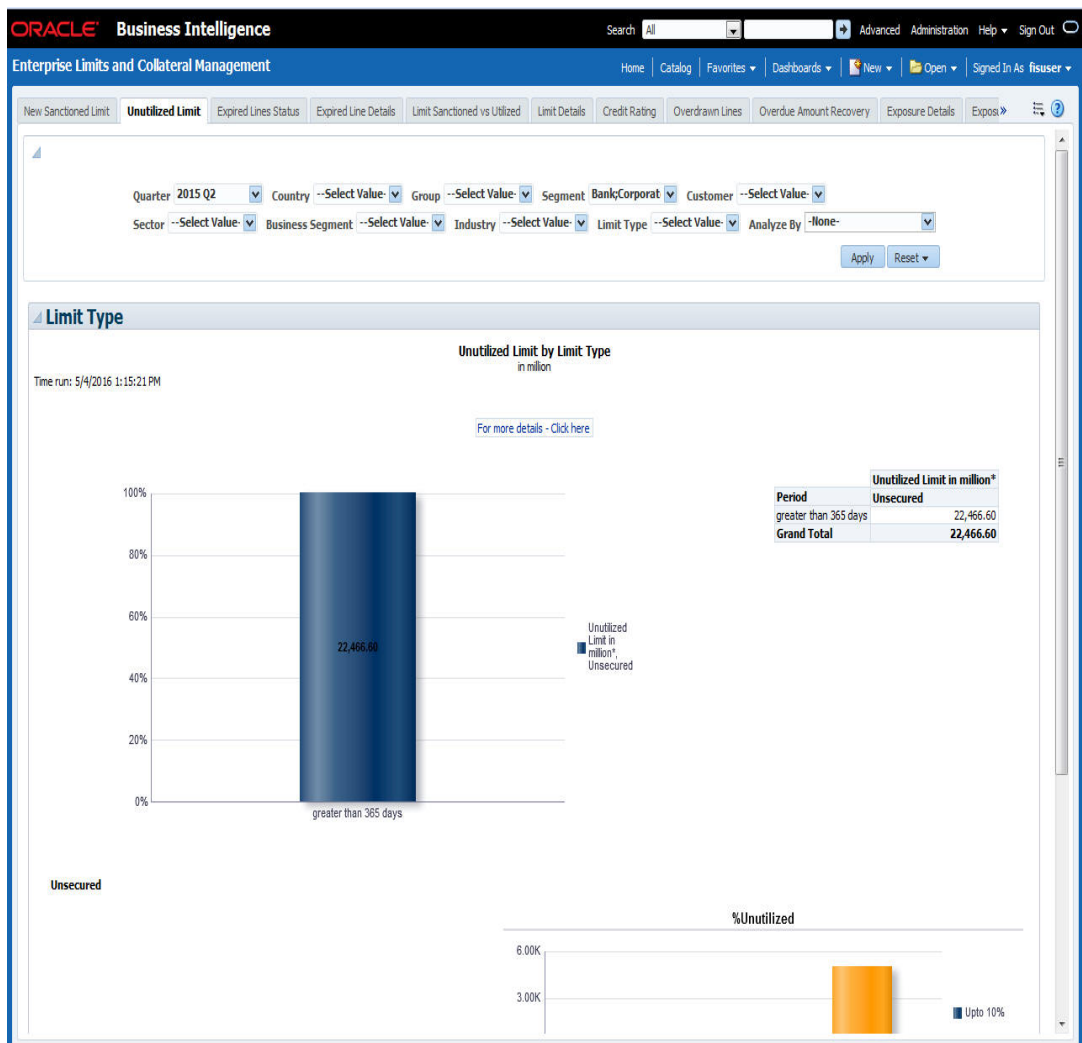 ORACLE Business Intelligence
Search All Advanced Administration Help Sign Out
Enterprise Limits and Collateral Management
Home Catalog Favorites Dashboards New Open Signed In As fisuser
New Sanctioned Limit Unutilized Limit Expired Lines Status Expired Line Details Limit Sanctioned vs Utilized Limit Details Credit Rating Overdrawn Lines Overdue Amount Recovery Exposure Details Exposu»
Quarter 2015 Q2 Country --Select Value- Group --Select Value- Segment Bank;Corporat Customer --Select Value-
Sector --Select Value- Business Segment --Select Value- Industry --Select Value- Limit Type --Select Value- Analyze By -None-
Apply Reset
Limit Type
Unutilized Limit by Limit Type
in million
Time run: 5/4/2016 1:15:21 PM
For more details - Click here
Unutilized Limit in million*
Period Unsecured
greater than 365 days 22,466.60
Grand Total 22,466.60
100%
80%
60%
40%
20%
0%
22,466.60
greater than 365 days
Unutilized
Limit in
million*,
Unsecured
Unsecured
%Unutilized
6.00K
3.00K
Upto 10%